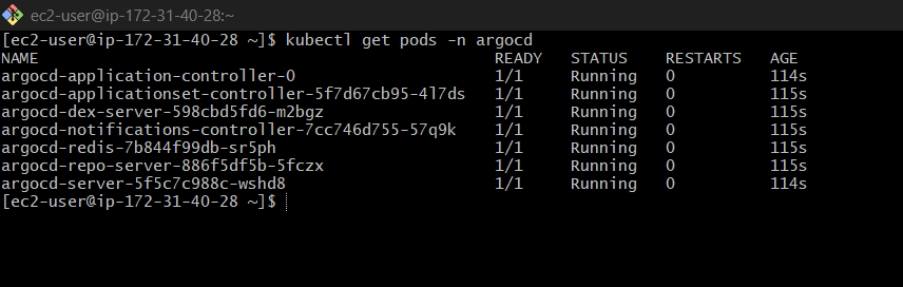 ec2-user@ip-172-31-40-28:~
[ec2-user@ip-172-31-40-28 ~]$ kubectl get pods -n argocd
NAME READY STATUS RESTARTS AGE
argocd-application-controller-0 1/1 Running 0 114s
argocd-applicationset-controller-5f7d67cb95-4l7ds 1/1 Running 0 115s
argocd-dex-server-598cbd5fd6-m2bgz 1/1 Running 0 115s
argocd-notifications-controller-7cc746d755-57q9k 1/1 Running 0 115s
argocd-redis-7b844f99db-sr5ph 1/1 Running 0 115s
argocd-repo-server-886f5df5b-5fczx 1/1 Running 0 115s
argocd-server-5f5c7c988c-wshd8 1/1 Running 0 114s
[ec2-user@ip-172-31-40-28 ~]$